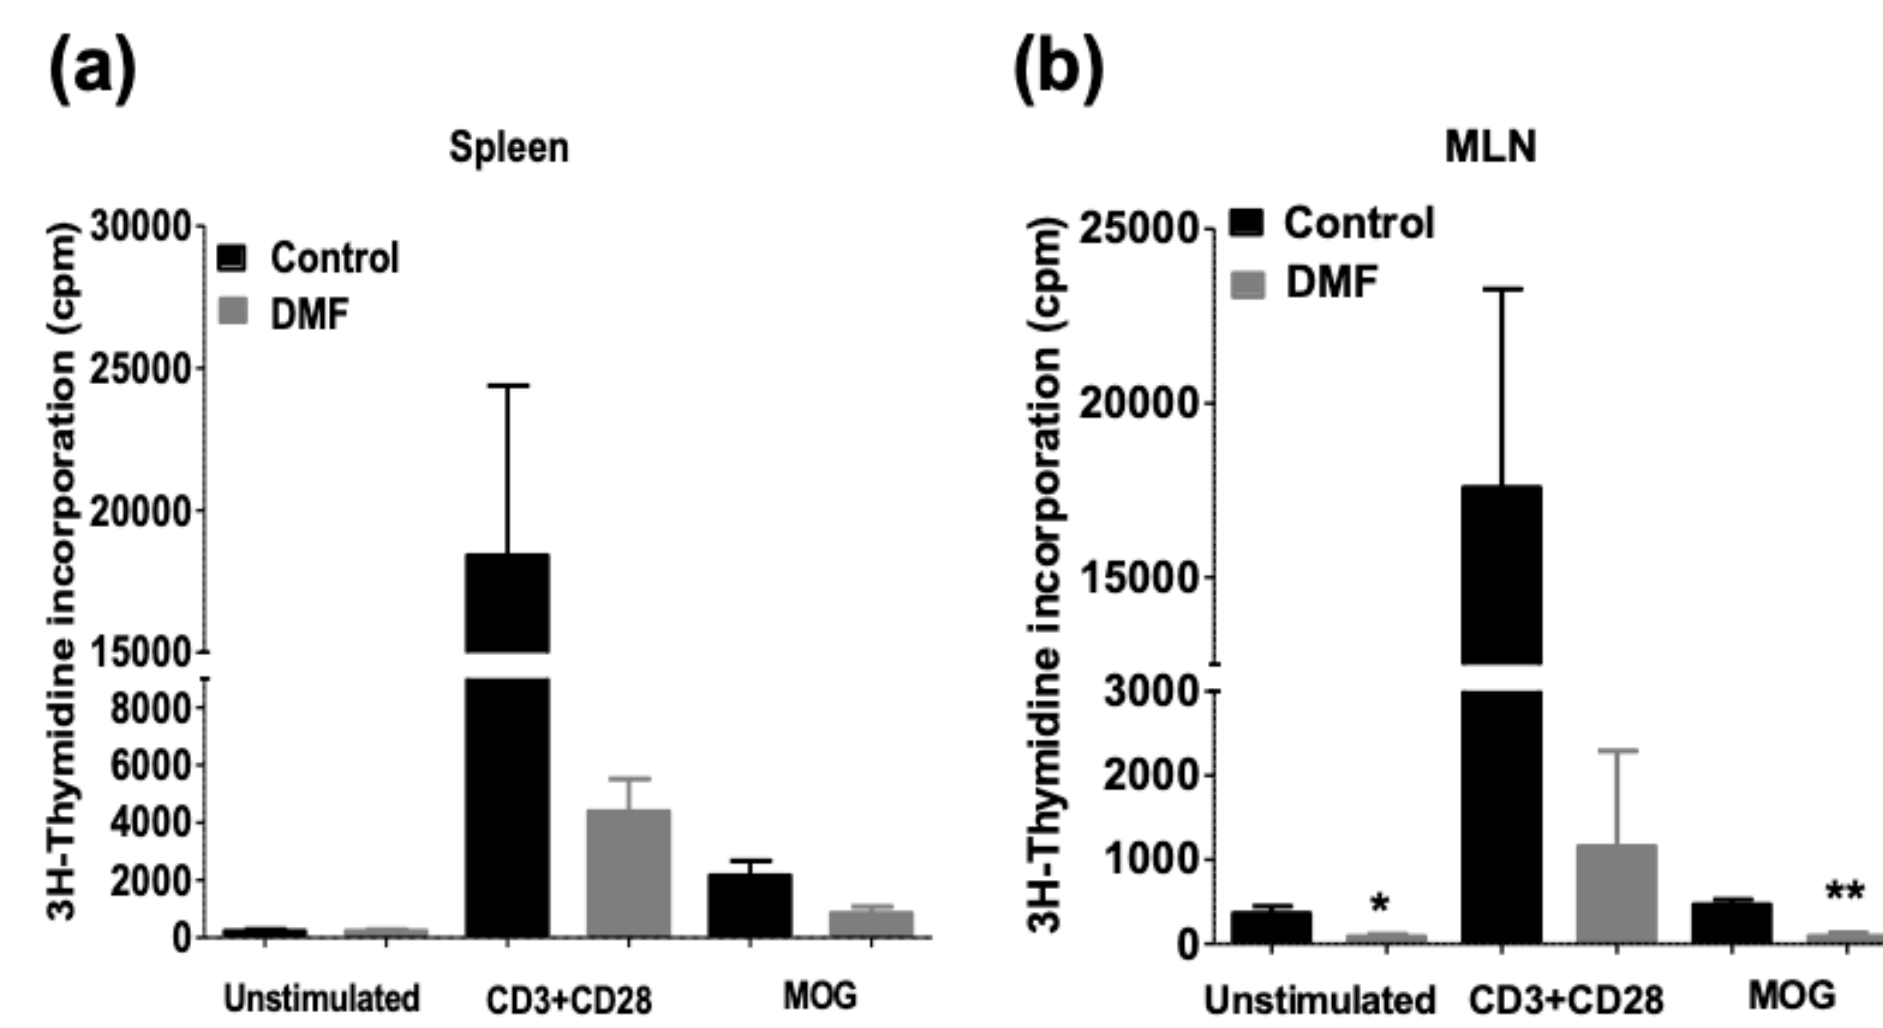 (a)
Spleen
3H-Thymidine incorporation (cpm)
30000
25000
20000
15000
8000
6000
4000
2000
0
Control
DMF
Unstimulated
CD3+CD28
MOG
(b)
MLN
3H-Thymidine incorporation (cpm)
25000
20000
15000
3000
2000
1000
0
Control
DMF
*
**
Unstimulated
CD3+CD28
MOG